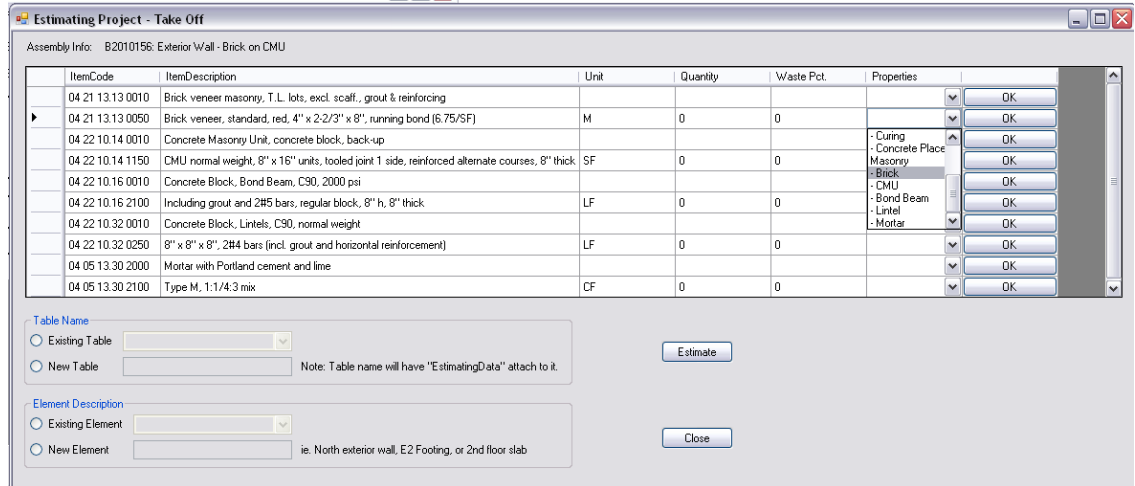 Estimating Project - Take Off
Assembly Info: B2010156: Exterior Wall - Brick on CMU
ItemCode ItemDescription Unit Quantity Waste Pct. Properties
04 21 13.13 0010 Brick veneer masonry, T.L. lots, excl. scaff., grout & reinforcing OK
04 21 13.13 0050 Brick veneer, standard, red, 4" x 2-2/3" x 8", running bond (6.75/SF) M 0 0 OK
04 22 10.14 0010 Concrete Masonry Unit, concrete block, back-up OK
04 22 10.14 1150 CMU normal weight, 8" x 16" units, tooled joint 1 side, reinforced alternate courses, 8" thick SF 0 0 OK
04 22 10.16 0010 Concrete Block, Bond Beam, C90, 2000 psi OK
04 22 10.16 2100 Including grout and 2#5 bars, regular block, 8" h, 8" thick LF 0 0 OK
04 22 10.32 0010 Concrete Block, Lintels, C90, normal weight OK
04 22 10.32 0250 8" x 8" x 8", 2#4 bars (incl. grout and horizontal reinforcement) LF 0 0 OK
04 05 13.30 2000 Mortar with Portland cement and lime OK
04 05 13.30 2100 Type M, 1:1/4:3 mix CF 0 0 OK
- Curing
- Concrete Place
Masonry
- Brick
- CMU
- Bond Beam
- Lintel
- Mortar
Table Name
Existing Table
New Table Note: Table name will have "EstimatingData" attach to it.
Estimate
Element Description
Existing Element
New Element ie. North exterior wall, E2 Footing, or 2nd floor slab
Close